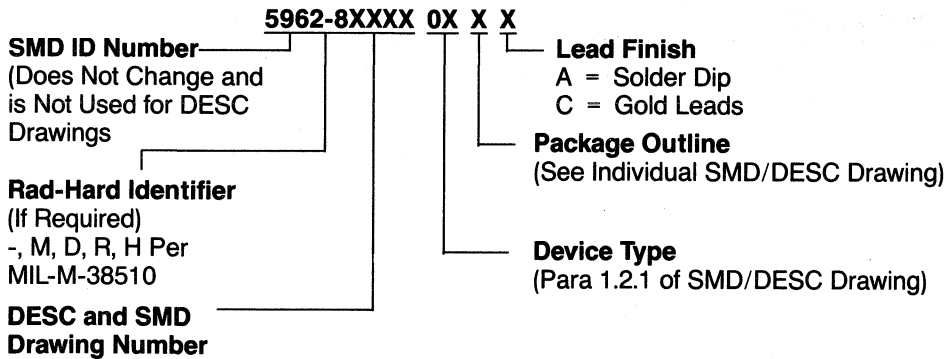 5962-8XXXX 0X X X
SMD ID Number
(Does Not Change and
is Not Used for DESC
Drawings
Rad-Hard Identifier
(If Required)
-, M, D, R, H Per
MIL-M-38510
DESC and SMD
Drawing Number
Lead Finish
A = Solder Dip
C = Gold Leads
Package Outline
(See Individual SMD/DESC Drawing)
Device Type
(Para 1.2.1 of SMD/DESC Drawing)